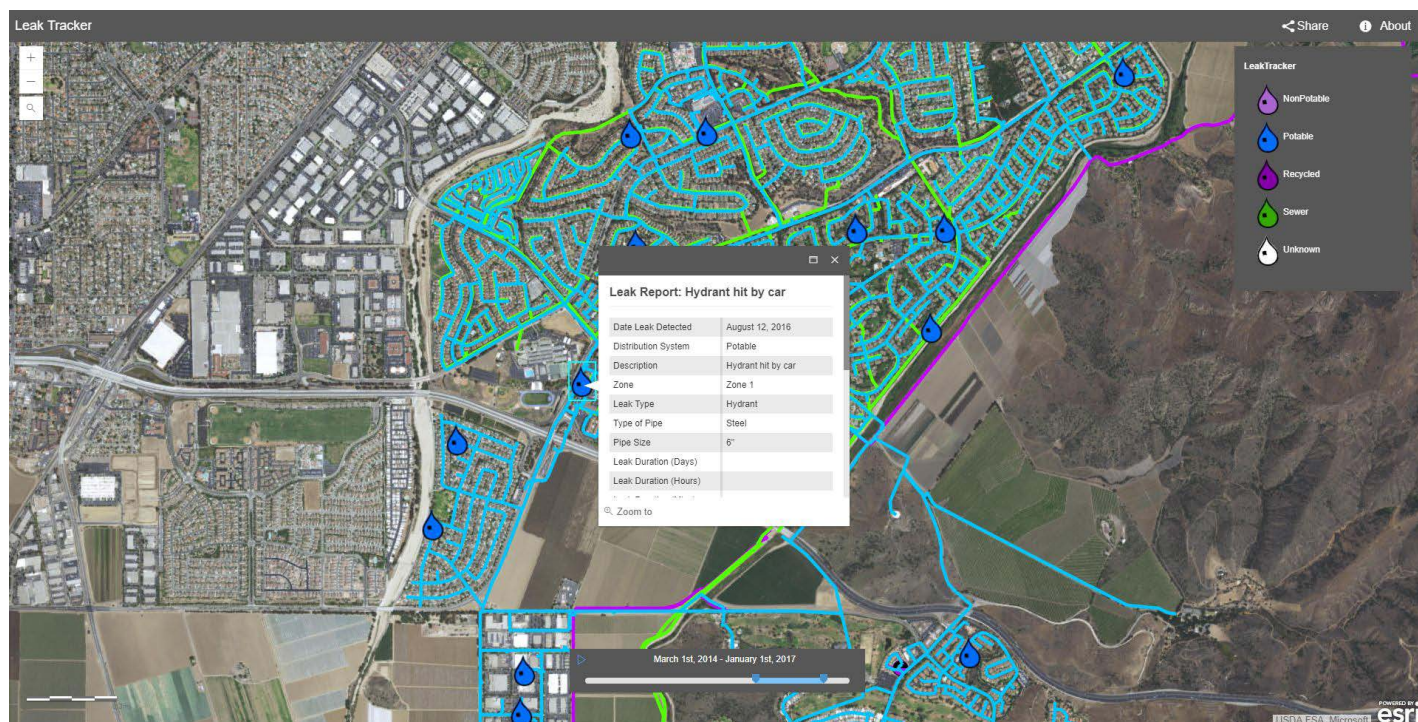 Leak Tracker
Share
About
+
−
LeakTracker
NonPotable
Potable
Recycled
Sewer
Unknown
Leak Report: Hydrant hit by car
Date Leak Detected August 12, 2016
Distribution System Potable
Description Hydrant hit by car
Zone Zone 1
Leak Type Hydrant
Type of Pipe Steel
Pipe Size 6"
Leak Duration (Days)
Leak Duration (Hours)
Zoom to
March 1st, 2014 - January 1st, 2017
USDA FSA, Microsoft
POWERED BY
esri